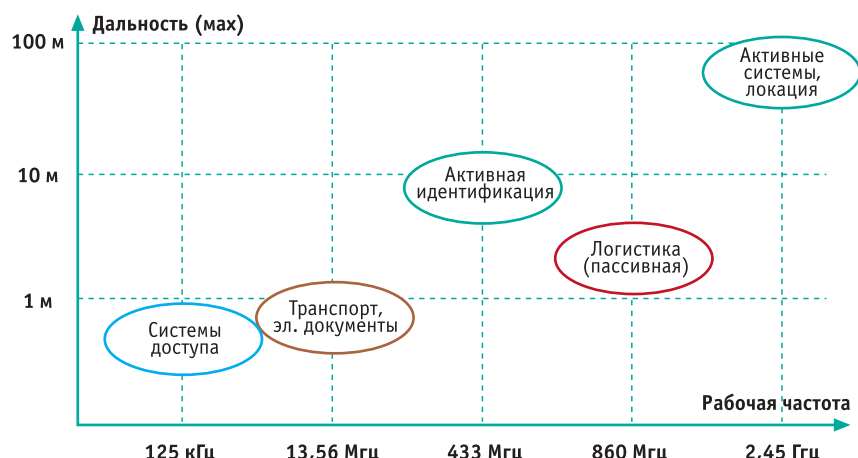 Дальность (мах)
100 м
Активные
системы,
локация
10 м
Активная
идентификация
Логистика
(пассивная)
1 м
Транспорт,
эл. документы
Системы
доступа
Рабочая частота
125 кГц
13,56 Мгц
433 Мгц
860 Мгц
2,45 Ггц